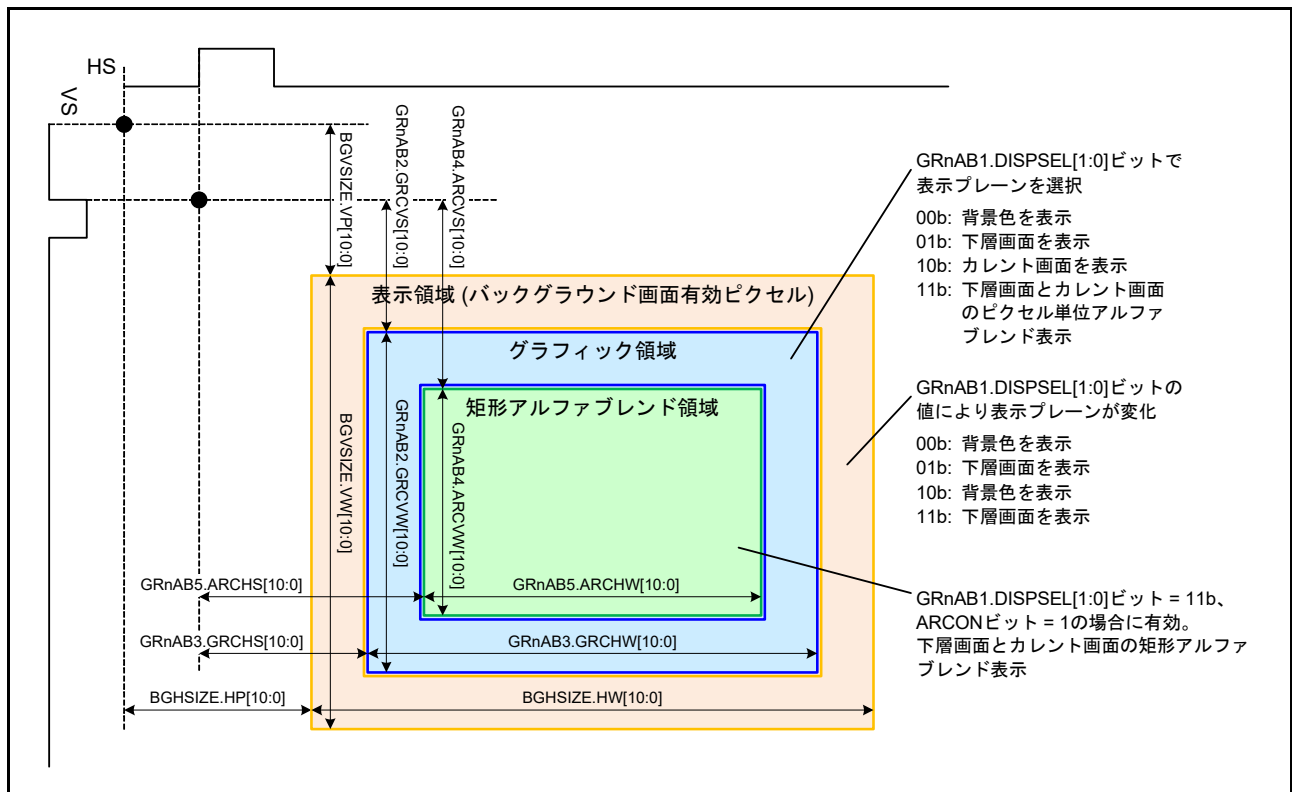 HS
VS
BGVSIZE.VP[10:0]
GRnAB2.GRCVS[10:0]
GRnAB4.ARCVS[10:0]
表示領域 (バックグラウンド画面有効ピクセル)
グラフィック領域
矩形アルファブレンド領域
BGVSIZE.VW[10:0]
GRnAB2.GRCVW[10:0]
GRnAB4.ARCVW[10:0]
GRnAB5.ARCHS[10:0]
GRnAB5.ARCHW[10:0]
GRnAB3.GRCHS[10:0]
GRnAB3.GRCHW[10:0]
BGHSIZE.HP[10:0]
BGHSIZE.HW[10:0]
GRnAB1.DISPSEL[1:0]ビットで
表示プレーンを選択
00b: 背景色を表示
01b: 下層画面を表示
10b: カレント画面を表示
11b: 下層画面とカレント画面
のピクセル単位アルファ
ブレンド表示
GRnAB1.DISPSEL[1:0]ビットの
値により表示プレーンが変化
00b: 背景色を表示
01b: 下層画面を表示
10b: 背景色を表示
11b: 下層画面を表示
GRnAB1.DISPSEL[1:0]ビット = 11b、
ARCONビット = 1の場合に有効。
下層画面とカレント画面の矩形アルファ
ブレンド表示